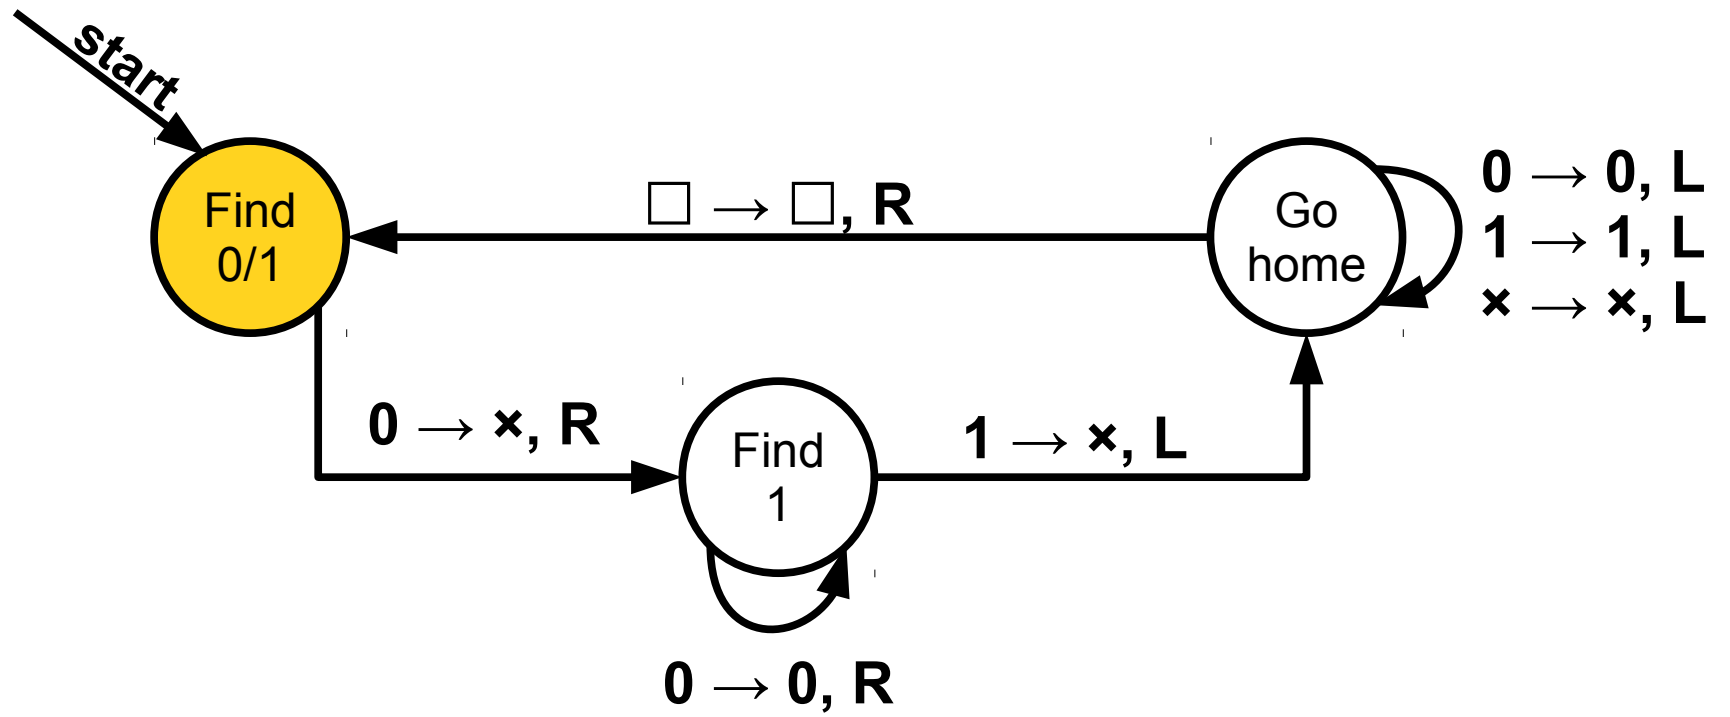 start
Find
0/1
□ → □, R
Go
home
0 → 0, L
1 → 1, L
× → ×, L
0 → ×, R
Find
1
1 → ×, L
0 → 0, R